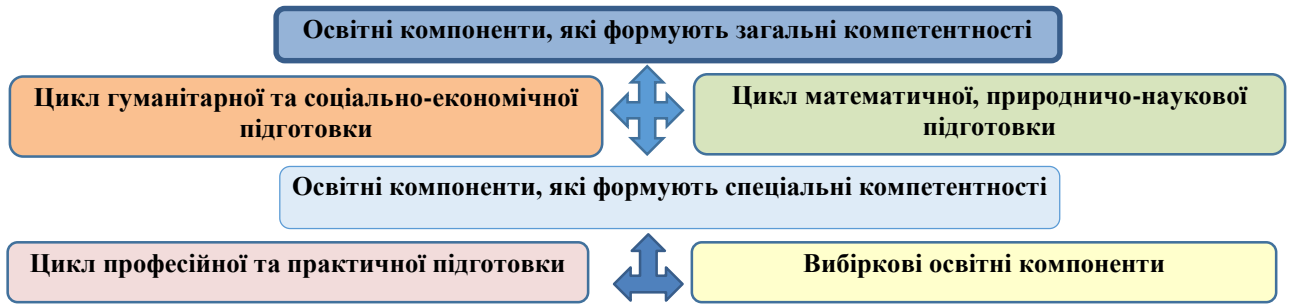 Освітні компоненти, які формують загальні компетентності
Цикл гуманітарної та соціально-економічної
підготовки
Цикл математичної, природничо-наукової
підготовки
Освітні компоненти, які формують спеціальні компетентності
Цикл професійної та практичної підготовки
Вибіркові освітні компоненти